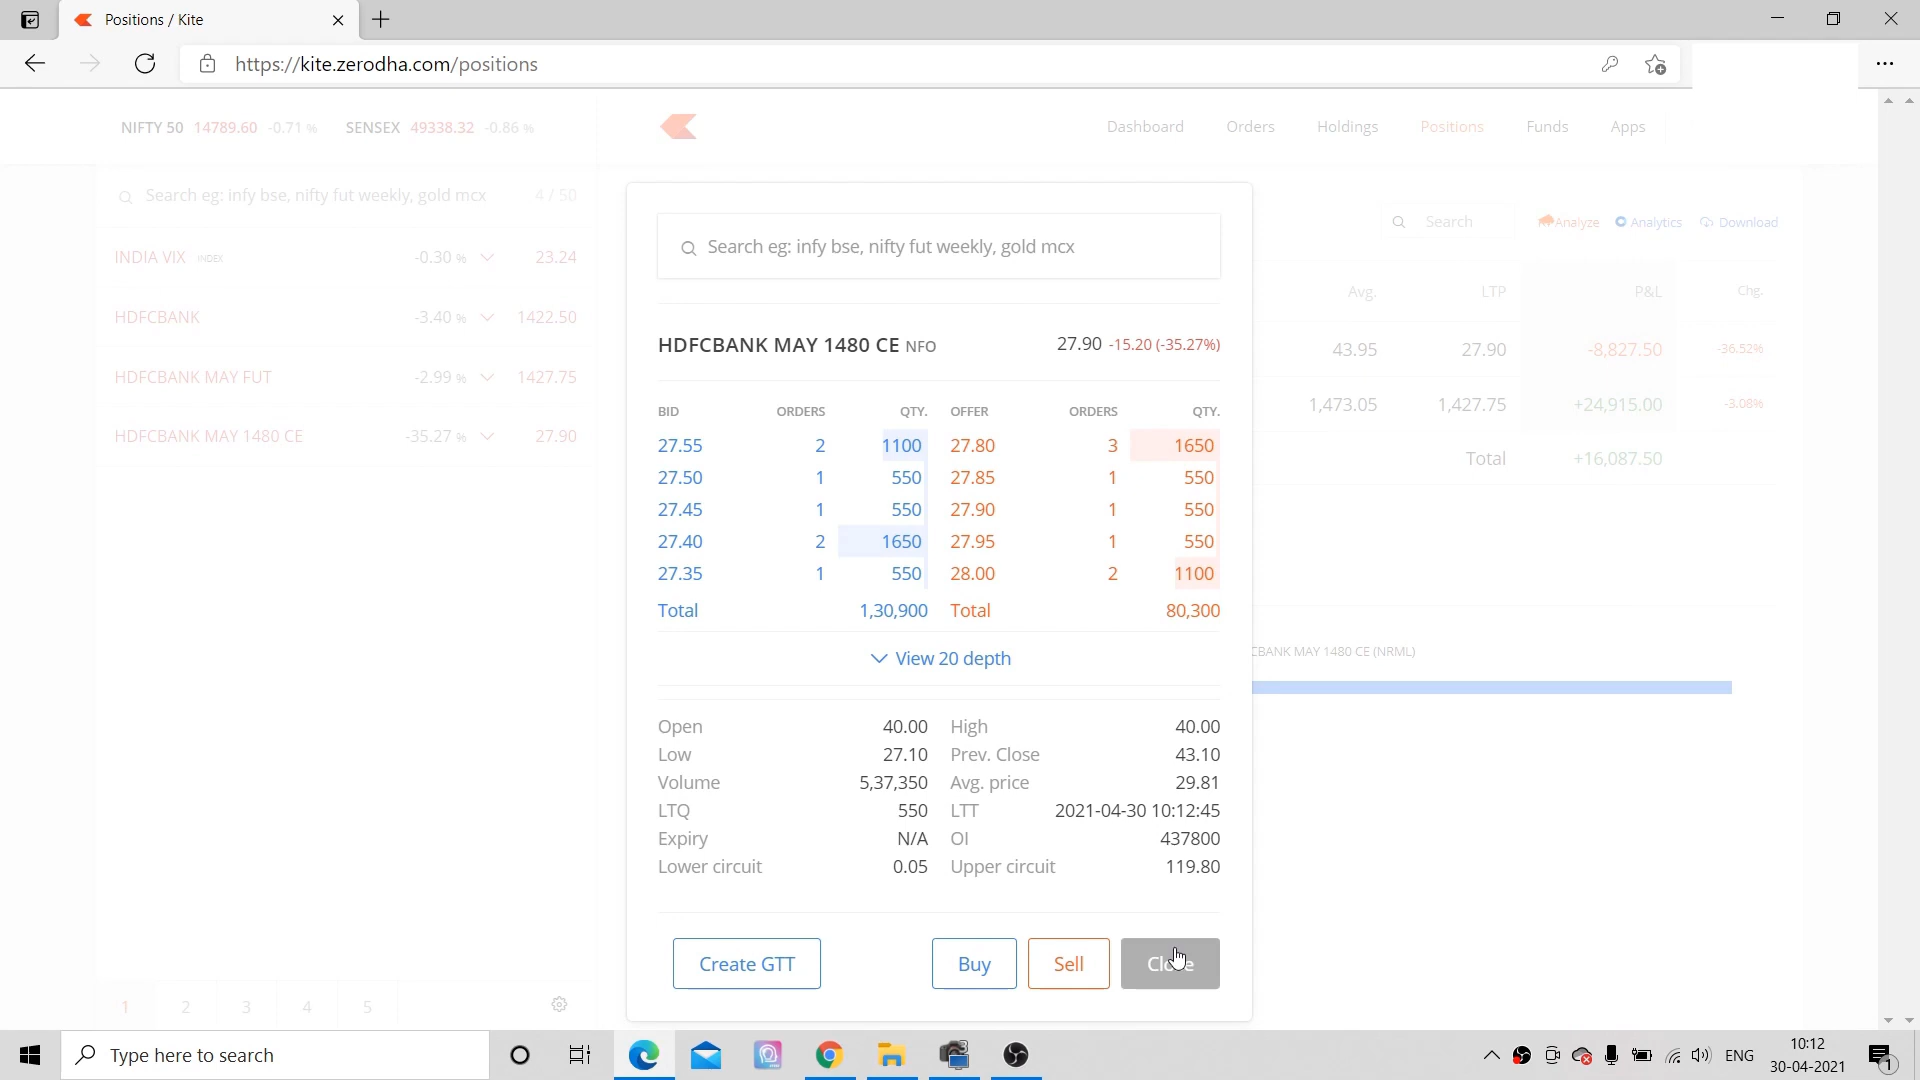 Positions / Kite
https://kite.zerodha.com/positions
NIFTY 50 14789.60 -0.71 % SENSEX 49338.32 -0.86 %
Dashboard Orders Holdings Positions Funds Apps
Search eg: infy bse, nifty fut weekly, gold mcx 4 / 50
INDIA VIX INDEX -0.30 % 23.24
HDFCBANK -3.40 % 1422.50
HDFCBANK MAY FUT -2.99 % 1427.75
HDFCBANK MAY 1480 CE -35.27 % 27.90
1 2 3 4 5
Search eg: infy bse, nifty fut weekly, gold mcx
HDFCBANK MAY 1480 CE NFO 27.90 -15.20 (-35.27%)
BID ORDERS QTY. OFFER ORDERS QTY.
27.55 2 1100 27.80 3 1650
27.50 1 550 27.85 1 550
27.45 1 550 27.90 1 550
27.40 2 1650 27.95 1 550
27.35 1 550 28.00 2 1100
Total 1,30,900 Total 80,300
View 20 depth
Open 40.00 High 40.00
Low 27.10 Prev. Close 43.10
Volume 5,37,350 Avg. price 29.81
LTQ 550 LTT 2021-04-30 10:12:45
Expiry N/A OI 437800
Lower circuit 0.05 Upper circuit 119.80
Create GTT Buy Sell Close
Search Analyze Analytics Download
Avg. LTP P&L Chg.
43.95 27.90 -8,827.50 -36.52%
1,473.05 1,427.75 +24,915.00 -3.08%
Total +16,087.50
CBANK MAY 1480 CE (NRML)
Type here to search
ENG
10:12
30-04-2021
1